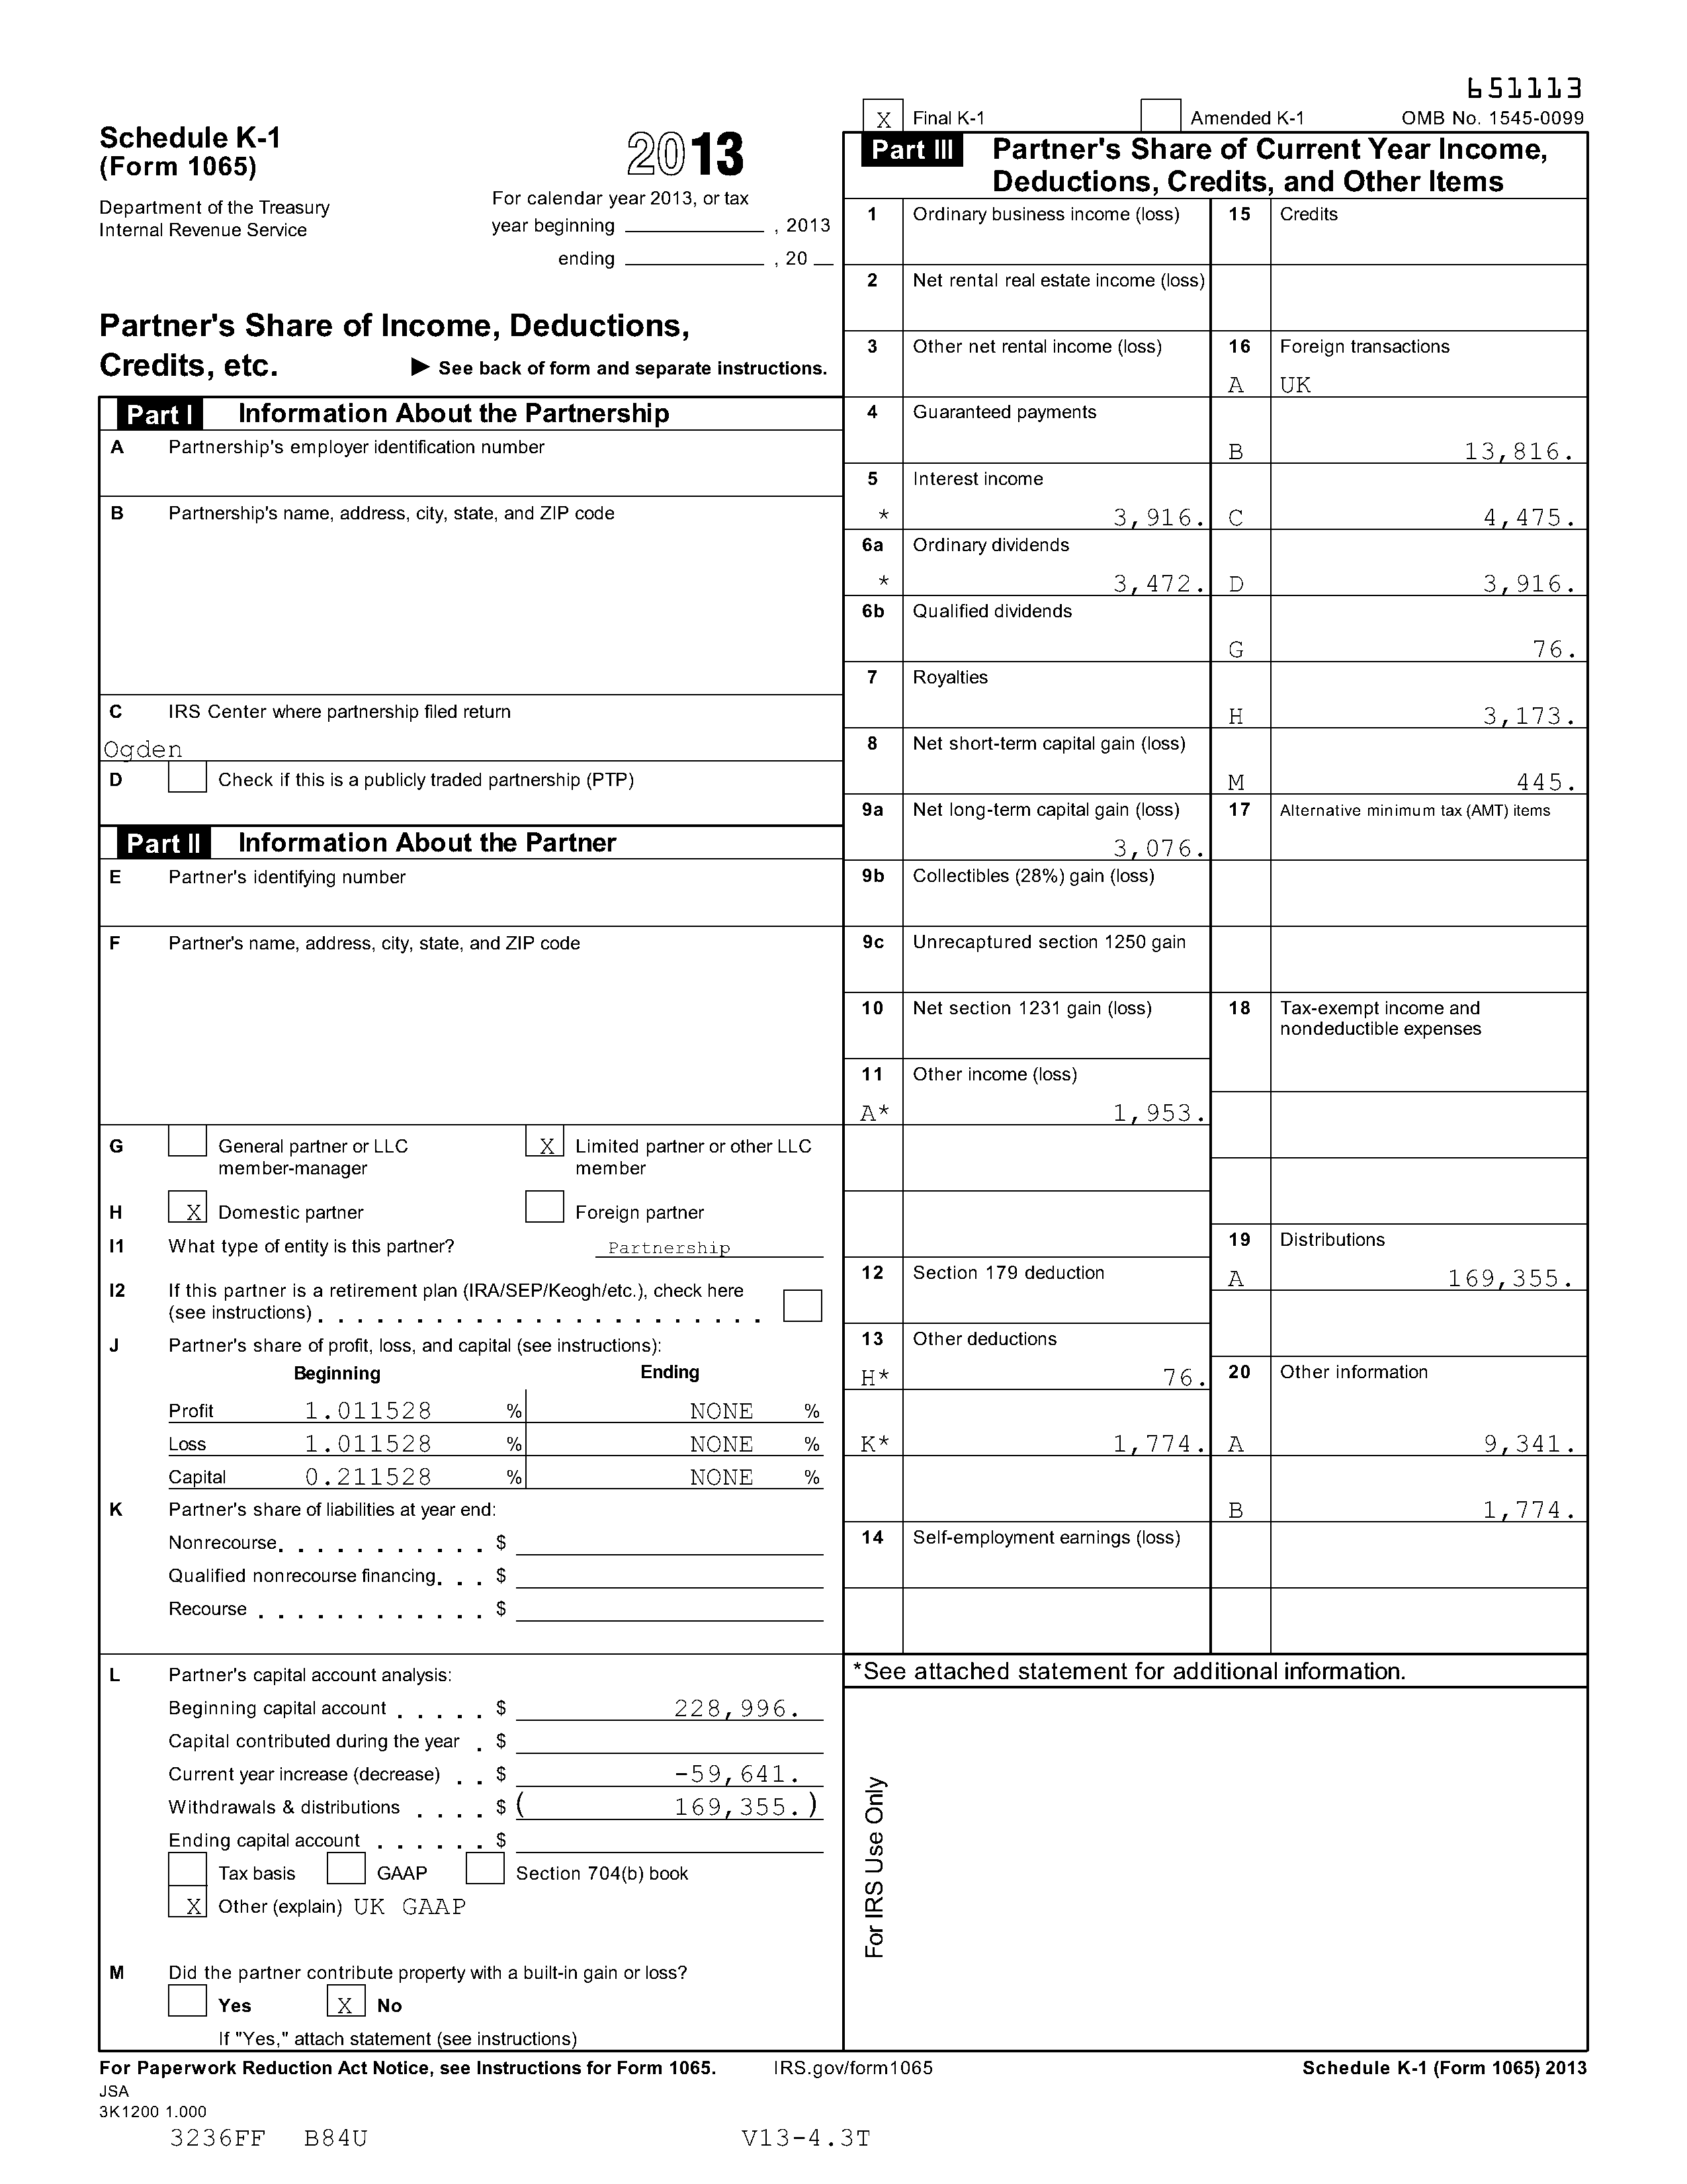 651113
Schedule K-1
(Form 1065)
2013
Department of the Treasury
Internal Revenue Service
For calendar year 2013, or tax
year beginning ____________ , 2013
ending ____________ , 20 __
Partner's Share of Income, Deductions,
Credits, etc. ▶ See back of form and separate instructions.
Part I Information About the Partnership
A Partnership's employer identification number
B Partnership's name, address, city, state, and ZIP code
C IRS Center where partnership filed return
Ogden
D Check if this is a publicly traded partnership (PTP)
Part II Information About the Partner
E Partner's identifying number
F Partner's name, address, city, state, and ZIP code
G General partner or LLC member-manager X Limited partner or other LLC member
H X Domestic partner Foreign partner
I1 What type of entity is this partner? Partnership
I2 If this partner is a retirement plan (IRA/SEP/Keogh/etc.), check here
(see instructions) . . . . . . . . . . . . . . . . . . . . . . .
J Partner's share of profit, loss, and capital (see instructions):
Beginning Ending
Profit 1.011528 % NONE %
Loss 1.011528 % NONE %
Capital 0.211528 % NONE %
K Partner's share of liabilities at year end:
Nonrecourse. . . . . . . . . . . $
Qualified nonrecourse financing. . . $
Recourse . . . . . . . . . . . . $
L Partner's capital account analysis:
Beginning capital account . . . . . $ 228,996.
Capital contributed during the year . $
Current year increase (decrease) . . $ -59,641.
Withdrawals & distributions . . . . $ ( 169,355. )
Ending capital account . . . . . . $
Tax basis GAAP Section 704(b) book
X Other (explain) UK GAAP
M Did the partner contribute property with a built-in gain or loss?
Yes X No
If "Yes," attach statement (see instructions)
X Final K-1 Amended K-1 OMB No. 1545-0099
Part III Partner's Share of Current Year Income,
Deductions, Credits, and Other Items
1 Ordinary business income (loss)
2 Net rental real estate income (loss)
3 Other net rental income (loss)
4 Guaranteed payments
5 Interest income
* 3,916.
6a Ordinary dividends
* 3,472.
6b Qualified dividends
7 Royalties
8 Net short-term capital gain (loss)
9a Net long-term capital gain (loss)
3,076.
9b Collectibles (28%) gain (loss)
9c Unrecaptured section 1250 gain
10 Net section 1231 gain (loss)
11 Other income (loss)
A* 1,953.
12 Section 179 deduction
13 Other deductions
H* 76.
K* 1,774.
14 Self-employment earnings (loss)
15 Credits
16 Foreign transactions
A UK
B 13,816.
C 4,475.
D 3,916.
G 76.
H 3,173.
M 445.
17 Alternative minimum tax (AMT) items
18 Tax-exempt income and
nondeductible expenses
19 Distributions
A 169,355.
20 Other information
A 9,341.
B 1,774.
*See attached statement for additional information.
For IRS Use Only
For Paperwork Reduction Act Notice, see Instructions for Form 1065. IRS.gov/form1065 Schedule K-1 (Form 1065) 2013
JSA
3K1200 1.000
3236FF B84U V13-4.3T